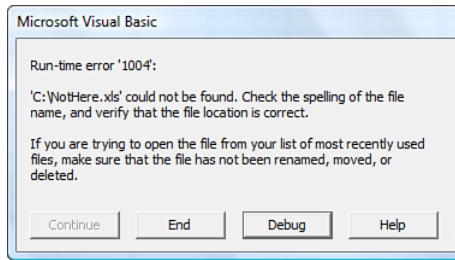 Microsoft Visual Basic
Run-time error '1004':
'C:\NotHere.xls' could not be found. Check the spelling of the file
name, and verify that the file location is correct.
If you are trying to open the file from your list of most recently used
files, make sure that the file has not been renamed, moved, or
deleted.
Continue End Debug Help